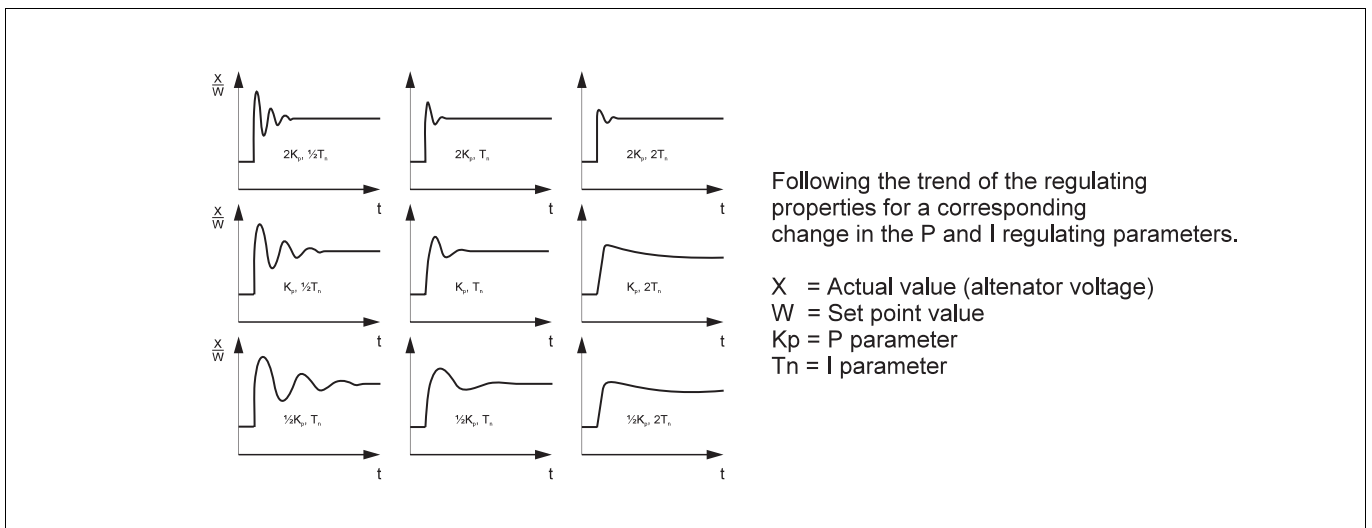 X
W
2Kₚ, ½Tₙ
t
2Kₚ, Tₙ
t
2Kₚ, 2Tₙ
t
X
W
Kₚ, ½Tₙ
t
Kₚ, Tₙ
t
Kₚ, 2Tₙ
t
X
W
½Kₚ, Tₙ
t
½Kₚ, Tₙ
t
½Kₚ, 2Tₙ
t
Following the trend of the regulating
properties for a corresponding
change in the P and I regulating parameters.
X = Actual value (altenator voltage)
W = Set point value
Kp = P parameter
Tn = I parameter